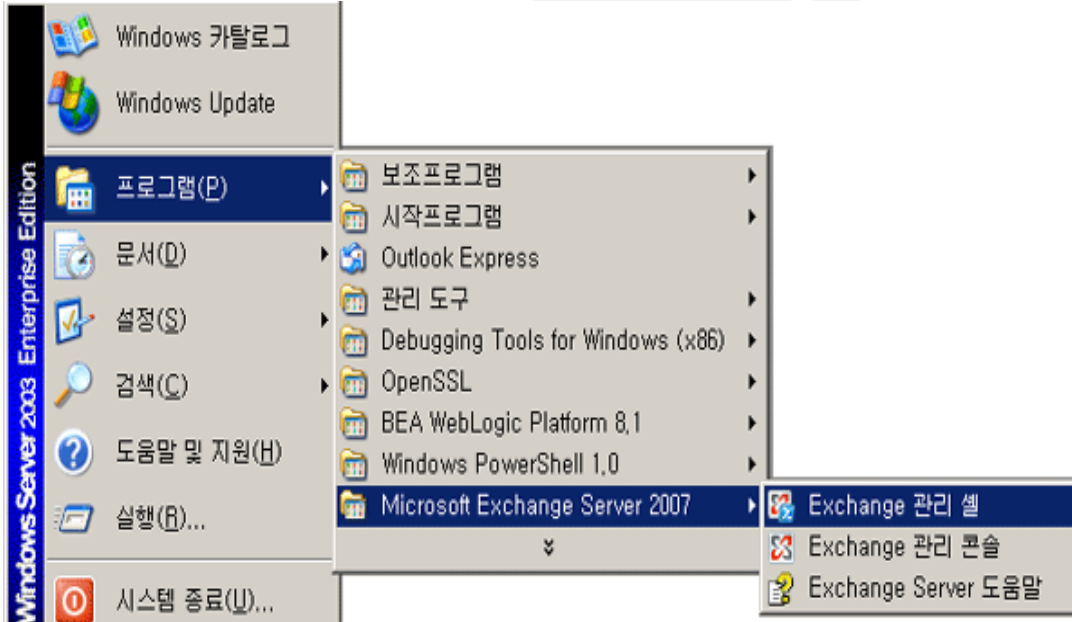 Windows Server 2003 Enterprise Edition
Windows 카탈로그
Windows Update
프로그램(P)
문서(D)
설정(S)
검색(C)
도움말 및 지원(H)
실행(R)...
시스템 종료(U)...
보조프로그램
시작프로그램
Outlook Express
관리 도구
Debugging Tools for Windows (x86)
OpenSSL
BEA WebLogic Platform 8.1
Windows PowerShell 1.0
Microsoft Exchange Server 2007
Exchange 관리 셸
Exchange 관리 콘솔
Exchange Server 도움말